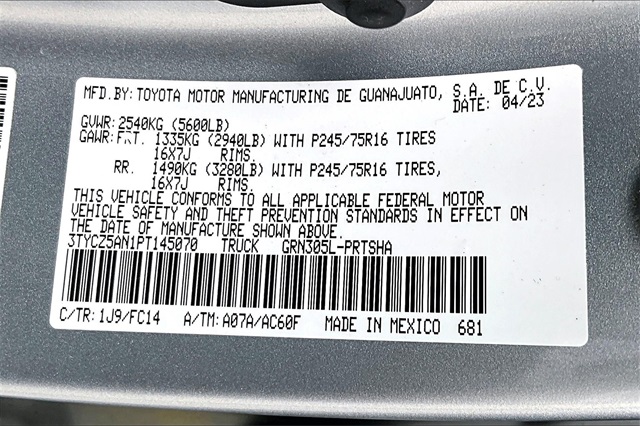 MFD.BY:TOYOTA MOTOR MANUFACTURING DE GUANAJUATO, S.A. DE C.V.
DATE: 04/23
GVWR:2540KG (5600LB)
GAWR:FRT. 1335KG (2940LB) WITH P245/75R16 TIRES
16X7J RIMS.
RR. 1490KG (3280LB) WITH P245/75R16 TIRES,
16X7J RIMS.
THIS VEHICLE CONFORMS TO ALL APPLICABLE FEDERAL MOTOR
VEHICLE SAFETY AND THEFT PREVENTION STANDARDS IN EFFECT ON
THE DATE OF MANUFACTURE SHOWN ABOVE.
3TYCZ5AN1PT145070 TRUCK GRN305L-PRTSHA
C/TR: 1J9/FC14 A/TM: A07A/AC60F MADE IN MEXICO 681